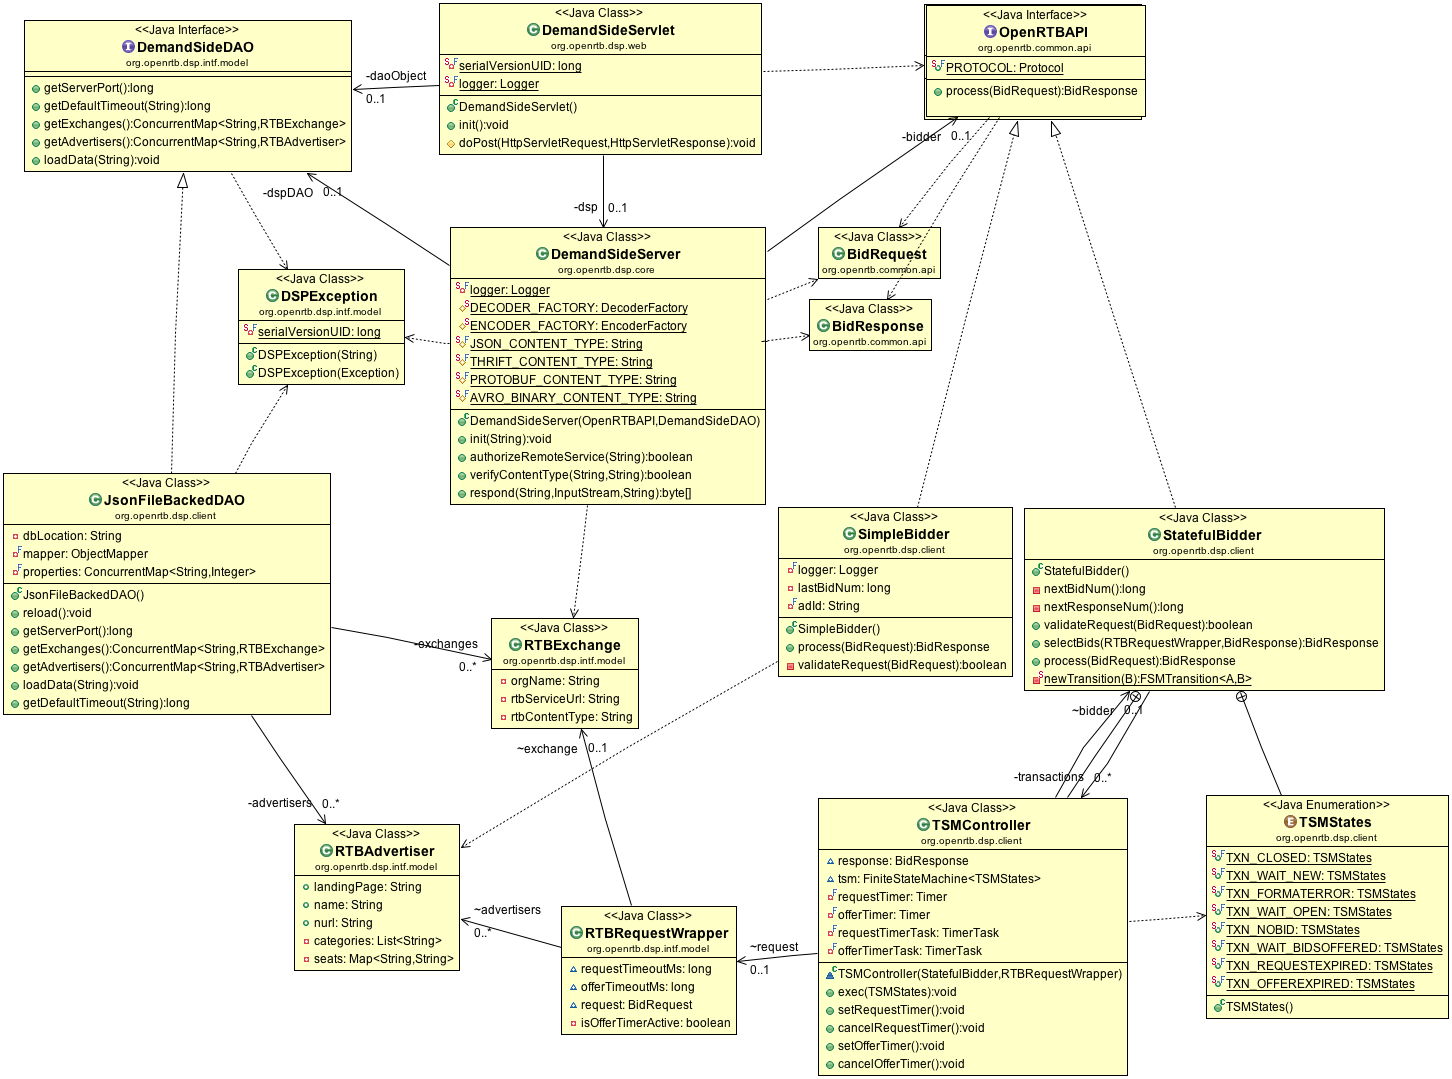 <<Java Interface>>
DemandSideDAO
org.openrtb.dsp.intf.model
getServerPort():long
getDefaultTimeout(String):long
getExchanges():ConcurrentMap<String,RTBExchange>
getAdvertisers():ConcurrentMap<String,RTBAdvertiser>
loadData(String):void
-daoObject
0..1
<<Java Class>>
DemandSideServlet
org.openrtb.dsp.web
serialVersionUID: long
logger: Logger
DemandSideServlet()
init():void
doPost(HttpServletRequest,HttpServletResponse):void
<<Java Interface>>
OpenRTBAPI
org.openrtb.common.api
PROTOCOL: Protocol
process(BidRequest):BidResponse
-bidder
0..1
-dspDAO
0..1
-dsp
0..1
<<Java Class>>
DSPException
org.openrtb.dsp.intf.model
serialVersionUID: long
DSPException(String)
DSPException(Exception)
<<Java Class>>
DemandSideServer
org.openrtb.dsp.core
logger: Logger
DECODER_FACTORY: DecoderFactory
ENCODER_FACTORY: EncoderFactory
JSON_CONTENT_TYPE: String
THRIFT_CONTENT_TYPE: String
PROTOBUF_CONTENT_TYPE: String
AVRO_BINARY_CONTENT_TYPE: String
DemandSideServer(OpenRTBAPI,DemandSideDAO)
init(String):void
authorizeRemoteService(String):boolean
verifyContentType(String,String):boolean
respond(String,InputStream,String):byte[]
<<Java Class>>
BidRequest
org.openrtb.common.api
<<Java Class>>
BidResponse
org.openrtb.common.api
<<Java Class>>
JsonFileBackedDAO
org.openrtb.dsp.client
dbLocation: String
mapper: ObjectMapper
properties: ConcurrentMap<String,Integer>
JsonFileBackedDAO()
reload():void
getServerPort():long
getExchanges():ConcurrentMap<String,RTBExchange>
getAdvertisers():ConcurrentMap<String,RTBAdvertiser>
loadData(String):void
getDefaultTimeout(String):long
-exchanges
0..*
<<Java Class>>
RTBExchange
org.openrtb.dsp.intf.model
orgName: String
rtbServiceUrl: String
rtbContentType: String
~exchange
0..1
<<Java Class>>
SimpleBidder
org.openrtb.dsp.client
logger: Logger
lastBidNum: long
adId: String
SimpleBidder()
process(BidRequest):BidResponse
validateRequest(BidRequest):boolean
<<Java Class>>
StatefulBidder
org.openrtb.dsp.client
StatefulBidder()
nextBidNum():long
nextResponseNum():long
validateRequest(BidRequest):boolean
selectBids(RTBRequestWrapper,BidResponse):BidResponse
process(BidRequest):BidResponse
newTransition(B):FSMTransition<A,B>
~bidder
0..1
-transactions
0..*
-advertisers
0..*
<<Java Class>>
RTBAdvertiser
org.openrtb.dsp.intf.model
landingPage: String
name: String
nurl: String
categories: List<String>
seats: Map<String,String>
~advertisers
0..*
<<Java Class>>
RTBRequestWrapper
org.openrtb.dsp.intf.model
requestTimeoutMs: long
offerTimeoutMs: long
request: BidRequest
isOfferTimerActive: boolean
~request
0..1
<<Java Class>>
TSMController
org.openrtb.dsp.client
response: BidResponse
tsm: FiniteStateMachine<TSMStates>
requestTimer: Timer
offerTimer: Timer
requestTimerTask: TimerTask
offerTimerTask: TimerTask
TSMController(StatefulBidder,RTBRequestWrapper)
exec(TSMStates):void
setRequestTimer():void
cancelRequestTimer():void
setOfferTimer():void
cancelOfferTimer():void
<<Java Enumeration>>
TSMStates
org.openrtb.dsp.client
TXN_CLOSED: TSMStates
TXN_WAIT_NEW: TSMStates
TXN_FORMATERROR: TSMStates
TXN_WAIT_OPEN: TSMStates
TXN_NOBID: TSMStates
TXN_WAIT_BIDSOFFERED: TSMStates
TXN_REQUESTEXPIRED: TSMStates
TXN_OFFEREXPIRED: TSMStates
TSMStates()